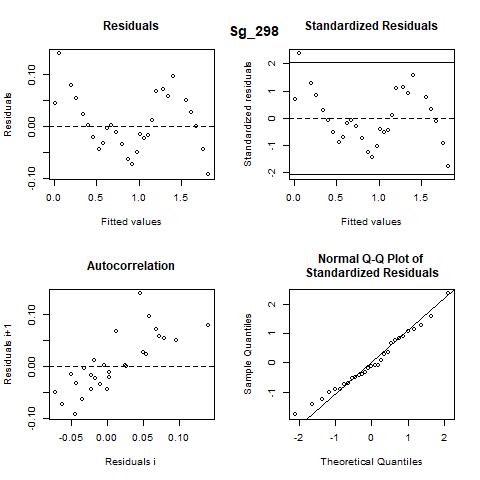 Sg_298
Residuals
Residuals
0.10
0.00
-0.10
0.0
0.5
1.0
1.5
Fitted values
Standardized Residuals
Standardized residuals
2
1
0
-1
-2
0.0
0.5
1.0
1.5
Fitted values
Autocorrelation
Residuals i+1
0.10
0.00
-0.10
-0.05
0.00
0.05
0.10
Residuals i
Normal Q-Q Plot of
Standardized Residuals
Sample Quantiles
2
1
0
-1
-2
-1
0
1
2
Theoretical Quantiles